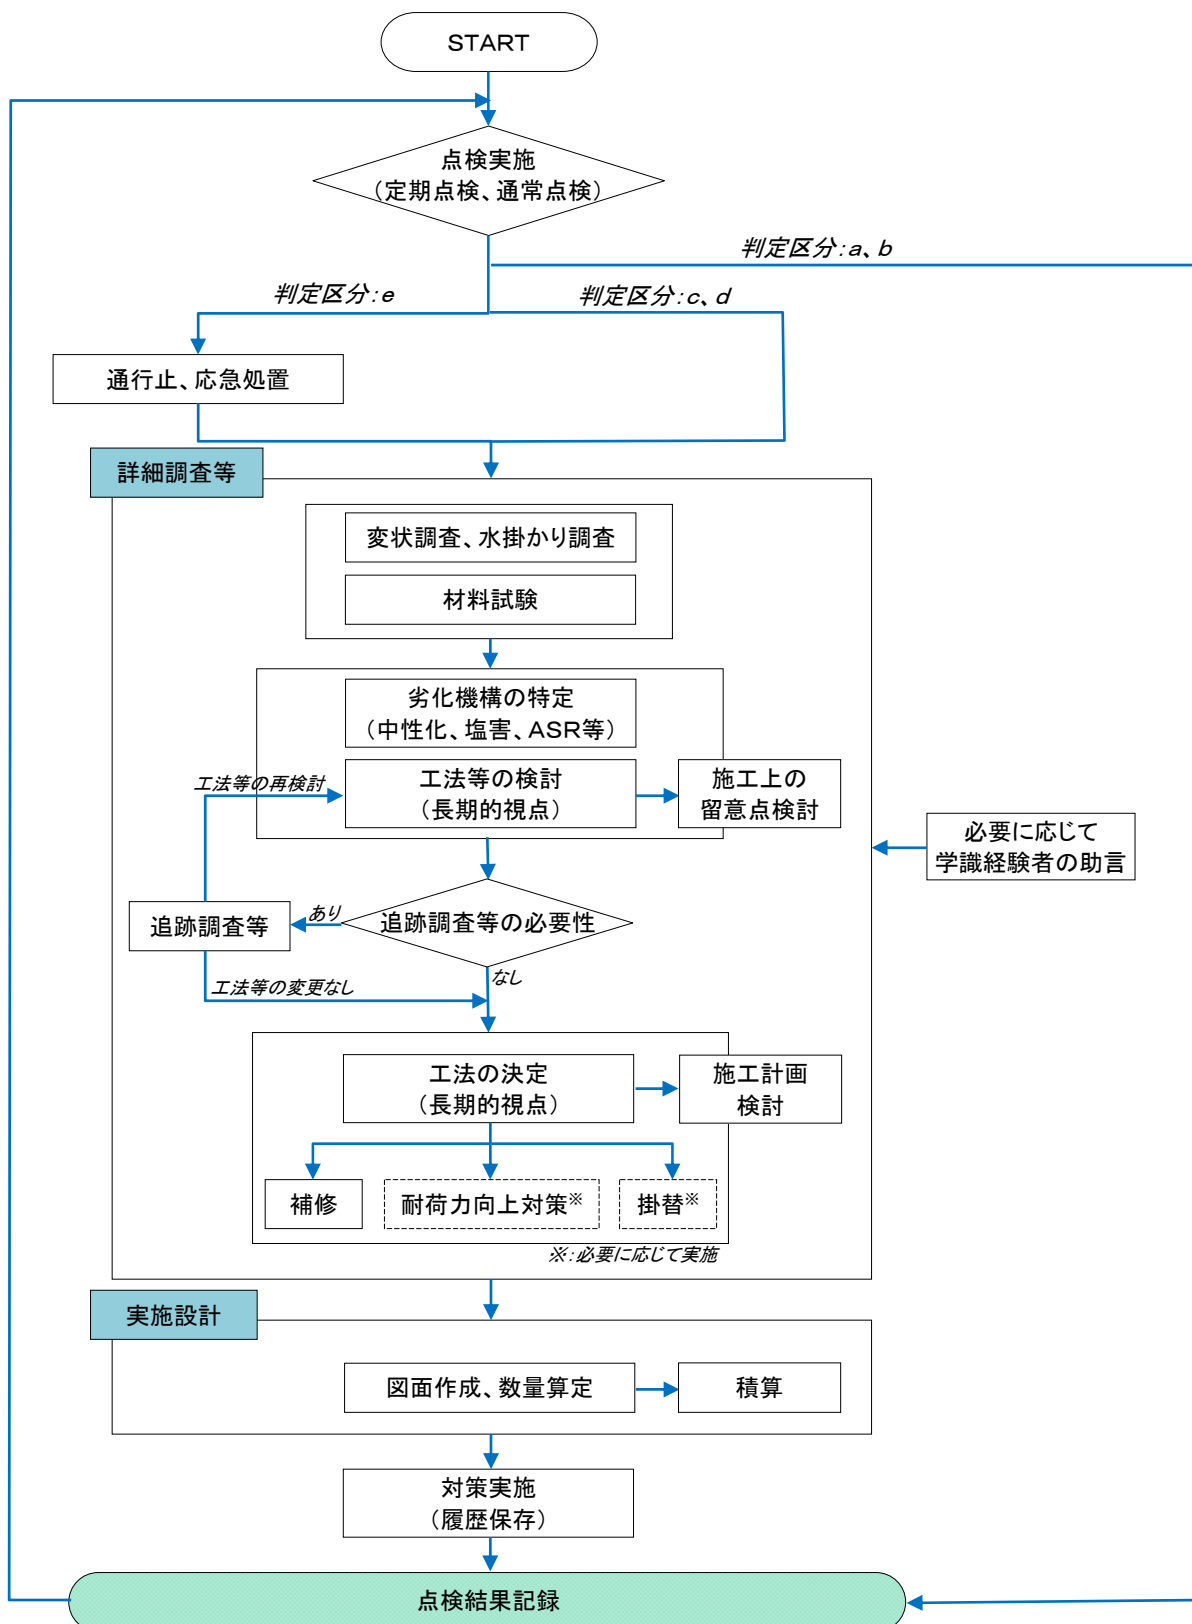 START
点検実施
（定期点検、通常点検）
判定区分：a、b
判定区分：e
判定区分：c、d
通行止、応急処置
詳細調査等
変状調査、水掛かり調査
材料試験
劣化機構の特定
（中性化、塩害、ASR等）
工法等の再検討
工法等の検討
（長期的視点）
施工上の
留意点検討
必要に応じて
学識経験者の助言
追跡調査等
あり
追跡調査等の必要性
なし
工法等の変更なし
工法の決定
（長期的視点）
施工計画
検討
補修
耐荷力向上対策※
掛替※
※：必要に応じて実施
実施設計
図面作成、数量算定
積算
対策実施
（履歴保存）
点検結果記録